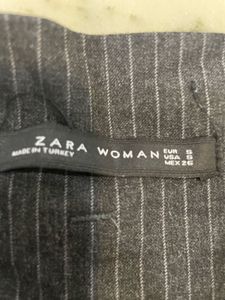 ZARA WOMAN
MADE IN TURKEY
EUR S
USA S
MEX 26